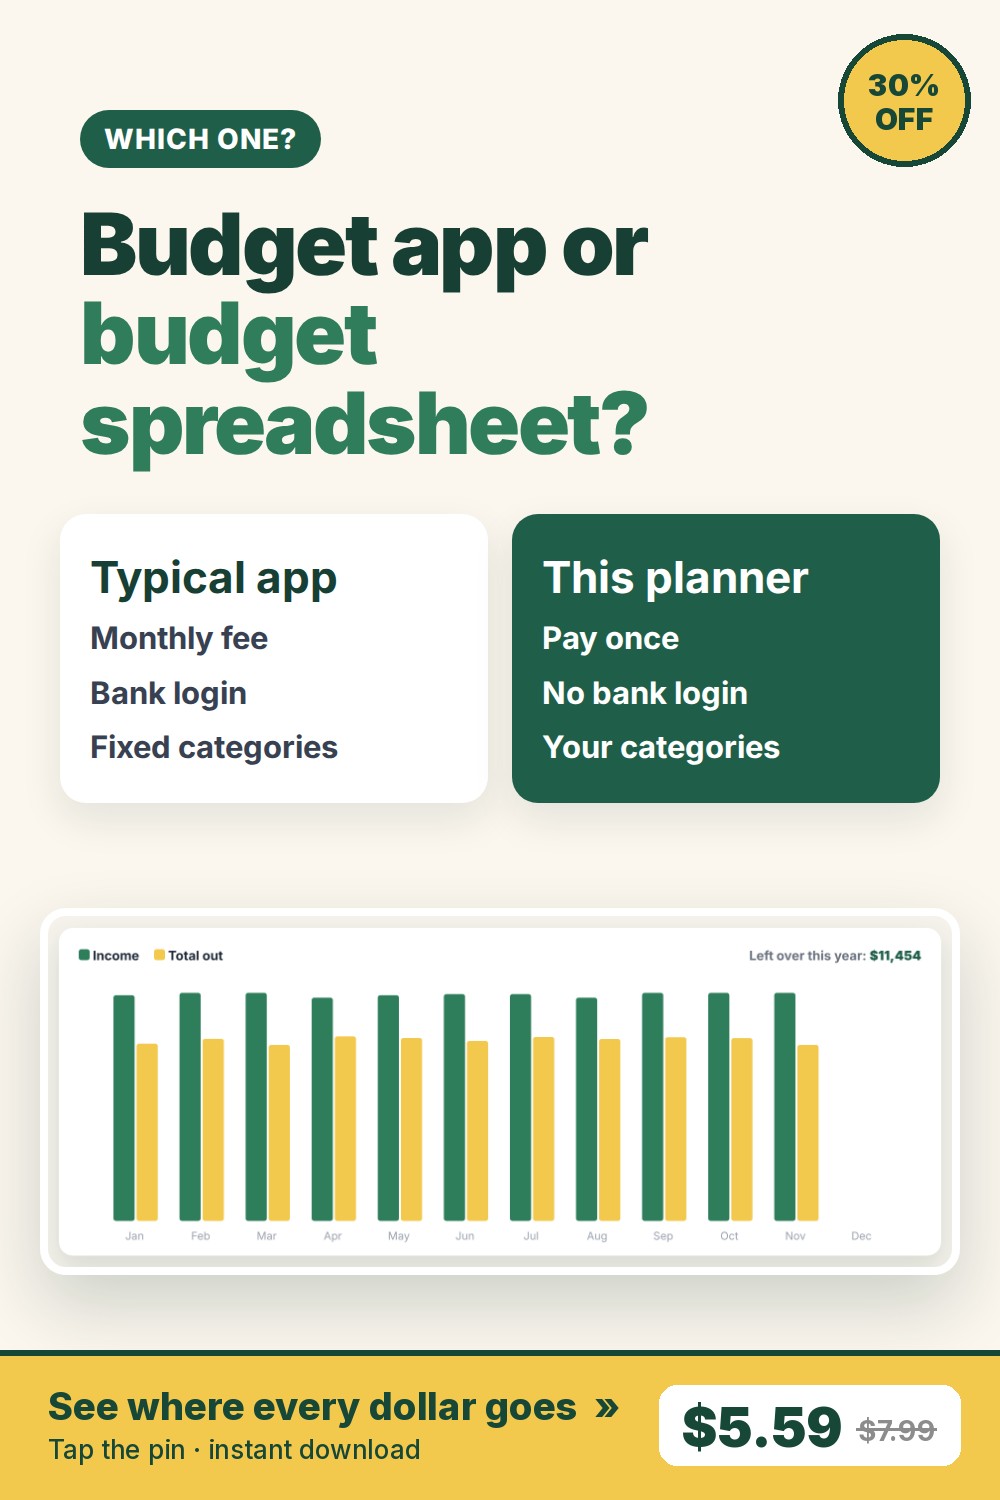 30%
OFF
WHICH ONE?
Budget app or
budget
spreadsheet?
Typical app
Monthly fee
Bank login
Fixed categories
This planner
Pay once
No bank login
Your categories
Income Total out Left over this year: $11,454
Jan Feb Mar Apr May Jun Jul Aug Sep Oct Nov Dec
See where every dollar goes »
Tap the pin · instant download
$5.59 $7.99